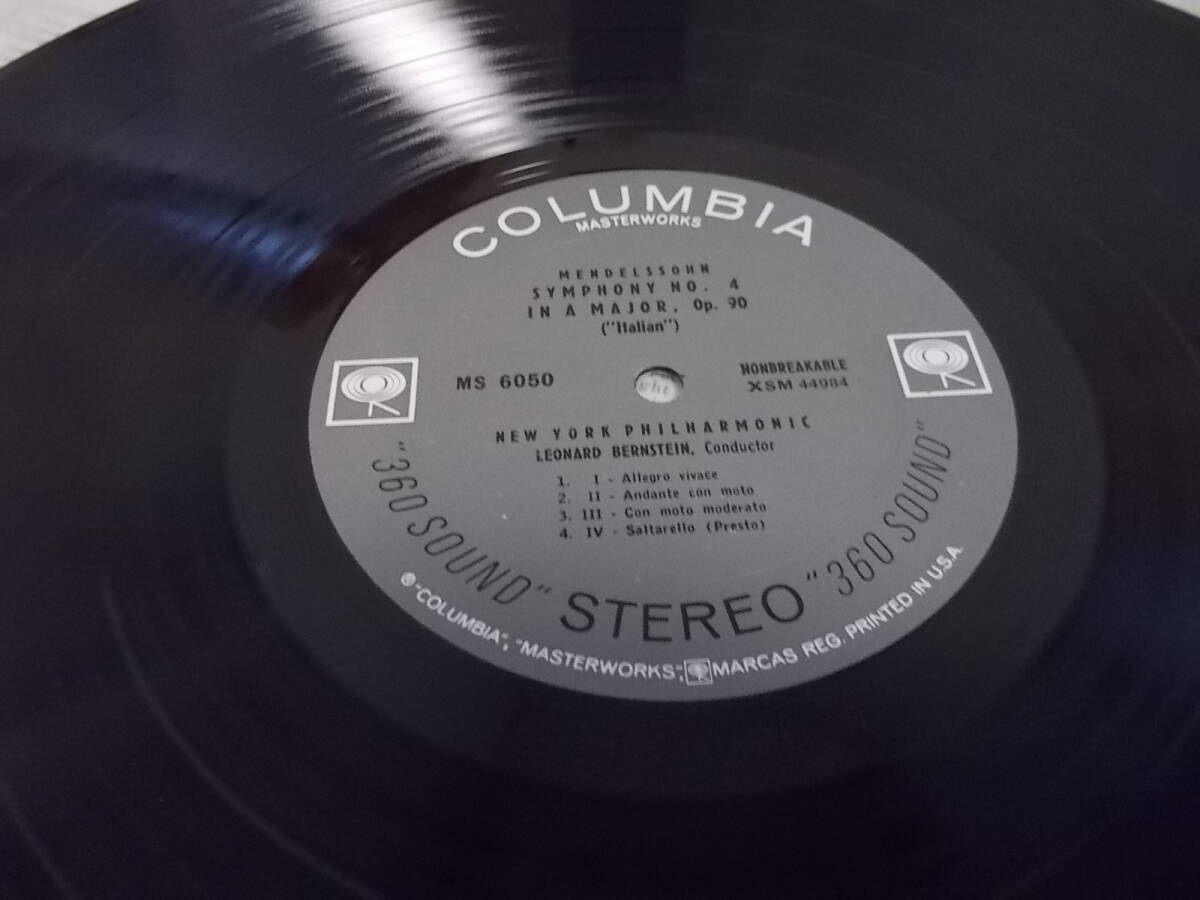 COLUMBIA
MASTERWORKS
MENDELSSOHN
SYMPHONY NO. 4
IN A MAJOR, Op. 90
("Italian")
MS 6050
NONBREAKABLE
XSM 44984
NEW YORK PHILHARMONIC
LEONARD BERNSTEIN, Conductor
1. I - Allegro vivace
2. II - Andante con moto
3. III - Con moto moderato
4. IV - Saltarello (Presto)
"360 SOUND" STEREO "360 SOUND"
® "COLUMBIA", "MASTERWORKS", MARCAS REG. PRINTED IN U.S.A.